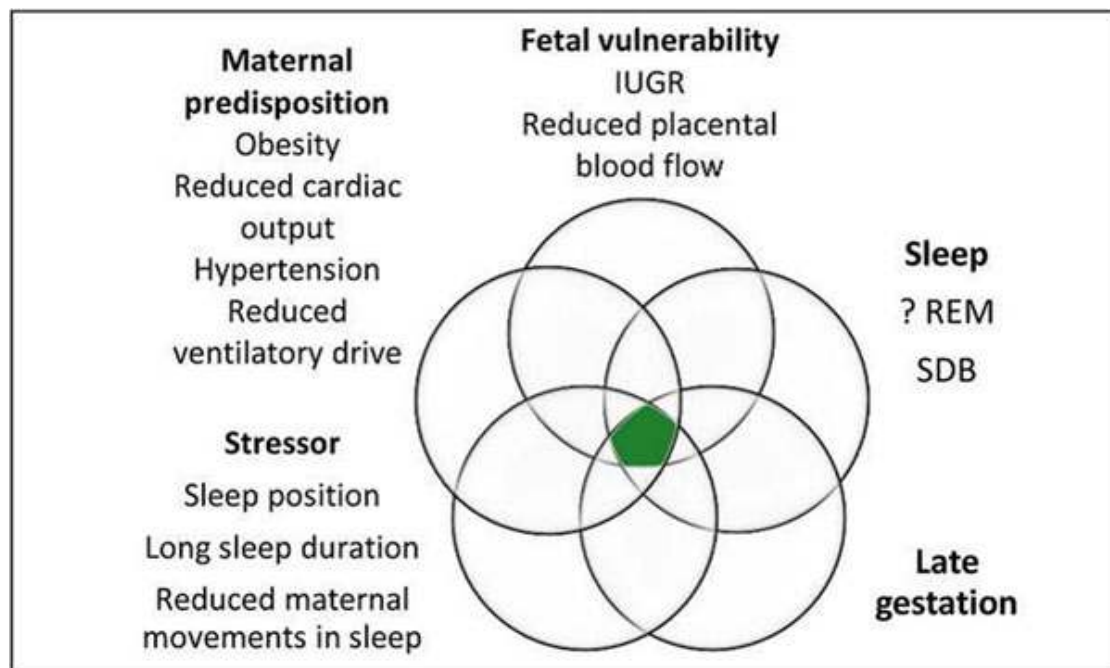 Maternal
predisposition
Obesity
Reduced cardiac
output
Hypertension
Reduced
ventilatory drive
Fetal vulnerability
IUGR
Reduced placental
blood flow
Sleep
? REM
SDB
Stressor
Sleep position
Long sleep duration
Reduced maternal
movements in sleep
Late
gestation